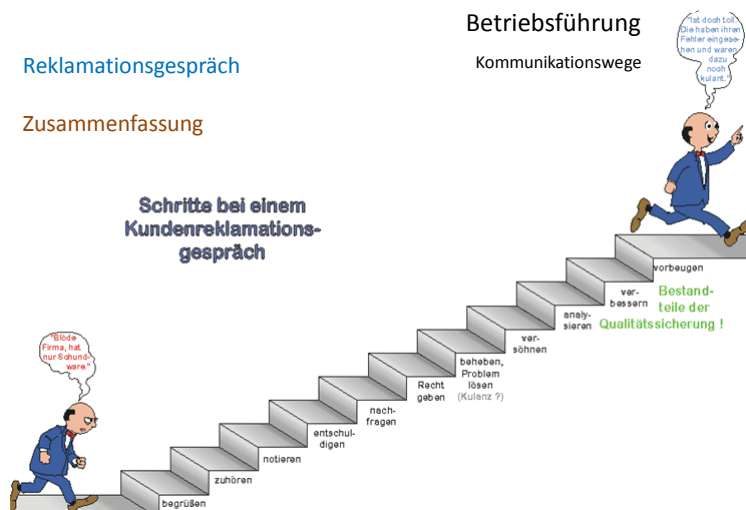 Betriebsführung
Kommunikationswege
Reklamationsgespräch
Zusammenfassung
"Ist doch toll.
Die haben ihren
Fehler eingese-
hen und waren
dazu
noch
kulant."
Schritte bei einem
Kundenreklamations-
gespräch
"Blöde
Firma, hat
nur Schund-
ware."
begrüßen
zuhören
notieren
entschul-
digen
nach-
fragen
Recht
geben
beheben,
Problem
lösen
(Kulanz ?)
ver-
söhnen
analy-
sieren
ver-
bessern
vorbeugen
Bestand-
teile der
Qualitätssicherung !